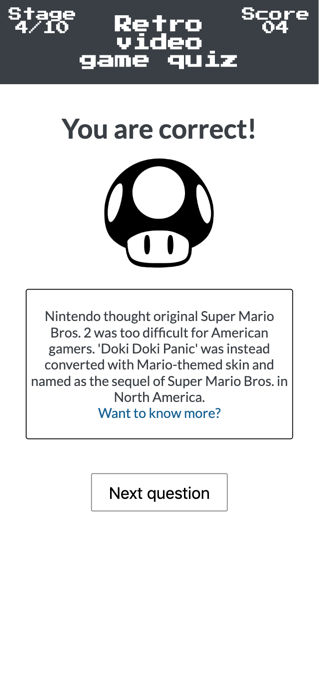 Stage
4/10
Retro
video
game quiz
Score
04
You are correct!
Nintendo thought original Super Mario
Bros. 2 was too difficult for American
gamers. 'Doki Doki Panic' was instead
converted with Mario-themed skin and
named as the sequel of Super Mario Bros. in
North America.
Want to know more?
Next question